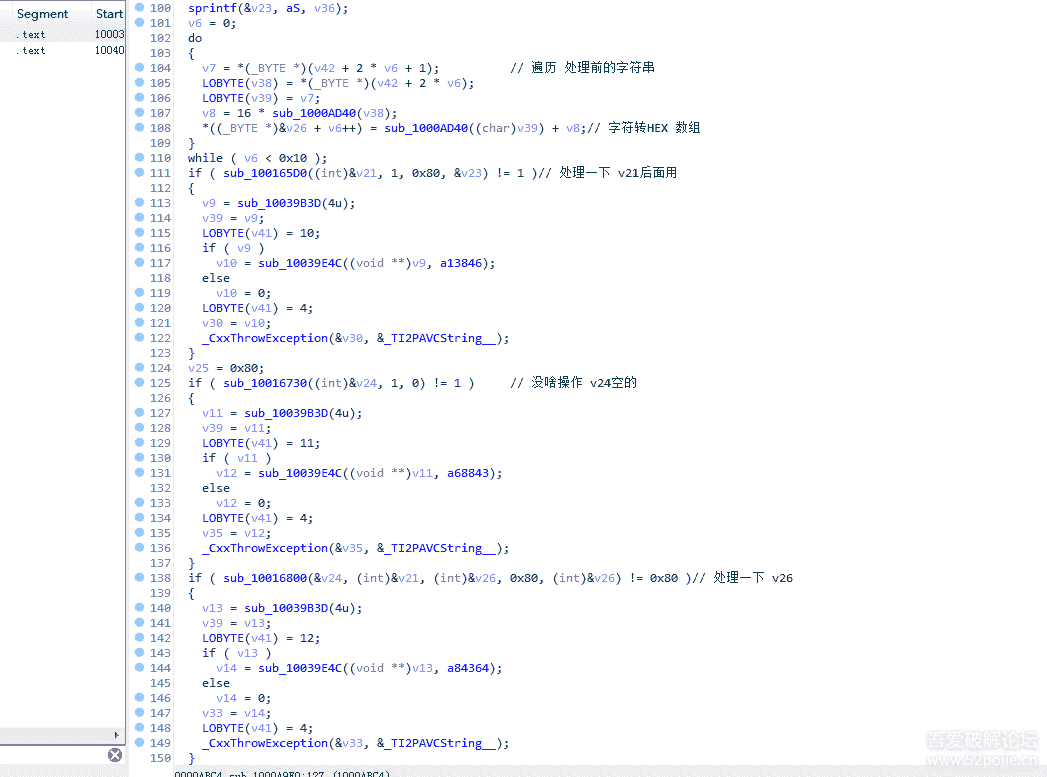 Segment Start
.text 10003
.text 10040
100 sprintf(&v23, aS, v36);
101 v6 = 0;
102 do
103 {
104 v7 = *(_BYTE *)(v42 + 2 * v6 + 1); // 遍历 处理前的字符串
105 LOBYTE(v38) = *(_BYTE *)(v42 + 2 * v6);
106 LOBYTE(v39) = v7;
107 v8 = 16 * sub_1000AD40(v38);
108 *((_BYTE *)&v26 + v6++) = sub_1000AD40((char)v39) + v8;// 字符转HEX 数组
109 }
110 while ( v6 < 0x10 );
111 if ( sub_100165D0((int)&v21, 1, 0x80, &v23) != 1 )// 处理一下 v21后面用
112 {
113 v9 = sub_10039B3D(4u);
114 v39 = v9;
115 LOBYTE(v41) = 10;
116 if ( v9 )
117 v10 = sub_10039E4C((void **)v9, a13846);
118 else
119 v10 = 0;
120 LOBYTE(v41) = 4;
121 v30 = v10;
122 _CxxThrowException(&v30, &_TI2PAVCString__);
123 }
124 v25 = 0x80;
125 if ( sub_10016730((int)&v24, 1, 0) != 1 ) // 没啥操作 v24空的
126 {
127 v11 = sub_10039B3D(4u);
128 v39 = v11;
129 LOBYTE(v41) = 11;
130 if ( v11 )
131 v12 = sub_10039E4C((void **)v11, a68843);
132 else
133 v12 = 0;
134 LOBYTE(v41) = 4;
135 v35 = v12;
136 _CxxThrowException(&v35, &_TI2PAVCString__);
137 }
138 if ( sub_10016800(&v24, (int)&v21, (int)&v26, 0x80, (int)&v26) != 0x80 )// 处理一下 v26
139 {
140 v13 = sub_10039B3D(4u);
141 v39 = v13;
142 LOBYTE(v41) = 12;
143 if ( v13 )
144 v14 = sub_10039E4C((void **)v13, a84364);
145 else
146 v14 = 0;
147 v33 = v14;
148 LOBYTE(v41) = 4;
149 _CxxThrowException(&v33, &_TI2PAVCString__);
150 }
吾爱破解论坛
www.52pojie.cn